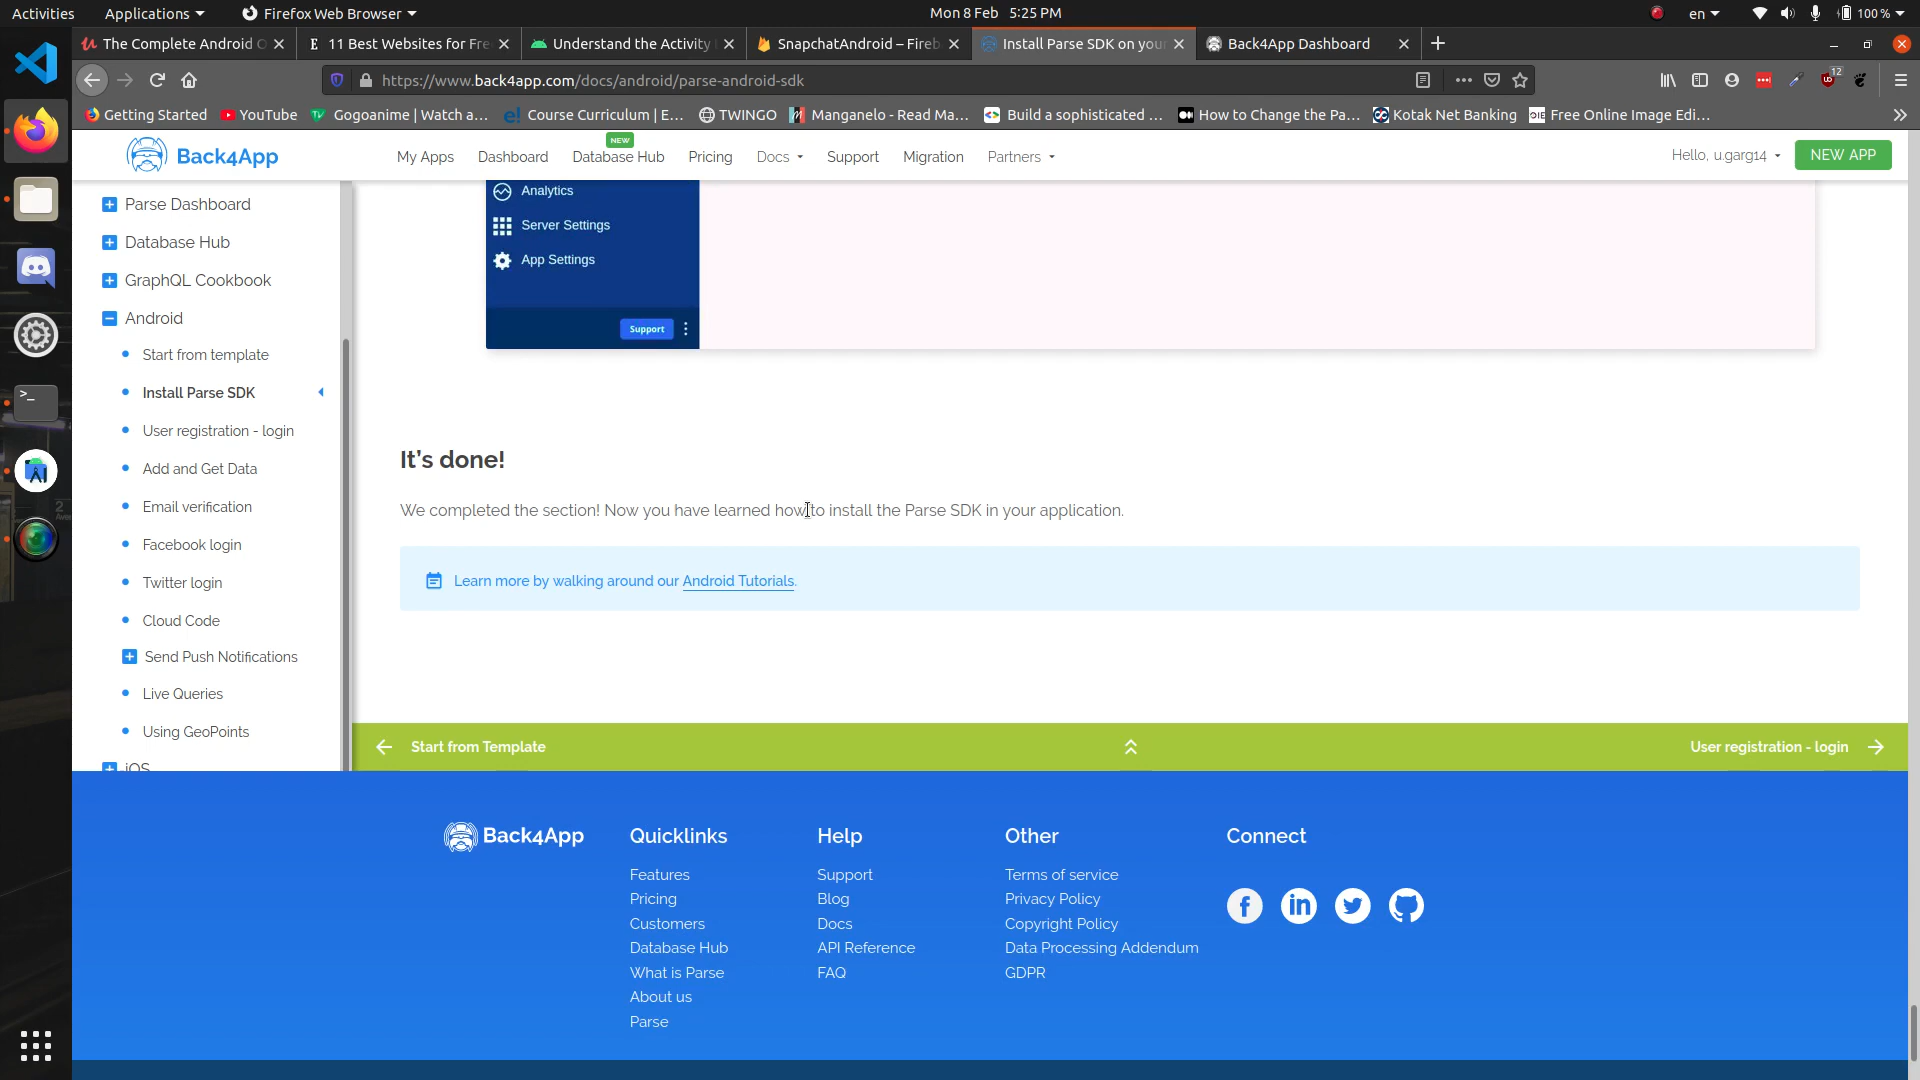 Activities
Applications
Firefox Web Browser
Mon 8 Feb 5:25 PM
en
100 %
The Complete Android
11 Best Websites for Fre
Understand the Activity
SnapchatAndroid – Fireb
Install Parse SDK on your
Back4App Dashboard
https://www.back4app.com/docs/android/parse-android-sdk
12
Getting Started
YouTube
Gogoanime | Watch a...
Course Curriculum | E...
TWINGO
Manganelo - Read Ma...
Build a sophisticated ...
How to Change the Pa...
Kotak Net Banking
Free Online Image Edi...
Back4App
My Apps
Dashboard
NEW
Database Hub
Pricing
Docs
Support
Migration
Partners
Hello, u.garg14
NEW APP
Parse Dashboard
Database Hub
GraphQL Cookbook
Android
Start from template
Install Parse SDK
User registration - login
Add and Get Data
Email verification
Facebook login
Twitter login
Cloud Code
Send Push Notifications
Live Queries
Using GeoPoints
iOS
Analytics
Server Settings
App Settings
Support
It's done!
We completed the section! Now you have learned how to install the Parse SDK in your application.
Learn more by walking around our Android Tutorials.
Start from Template
User registration - login
Back4App
Quicklinks
Features
Pricing
Customers
Database Hub
What is Parse
About us
Parse
Help
Support
Blog
Docs
API Reference
FAQ
Other
Terms of service
Privacy Policy
Copyright Policy
Data Processing Addendum
GDPR
Connect